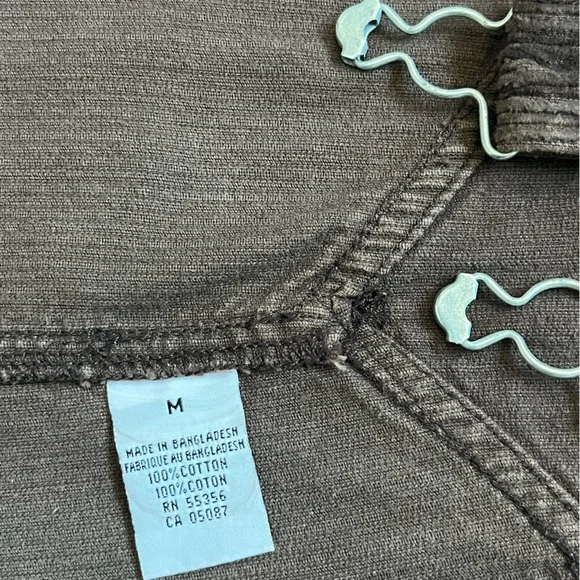 M
MADE IN BANGLADESH
FABRIQUE AU BANGLADESH
100% COTTON
100% COTON
RN 55356
CA 05087